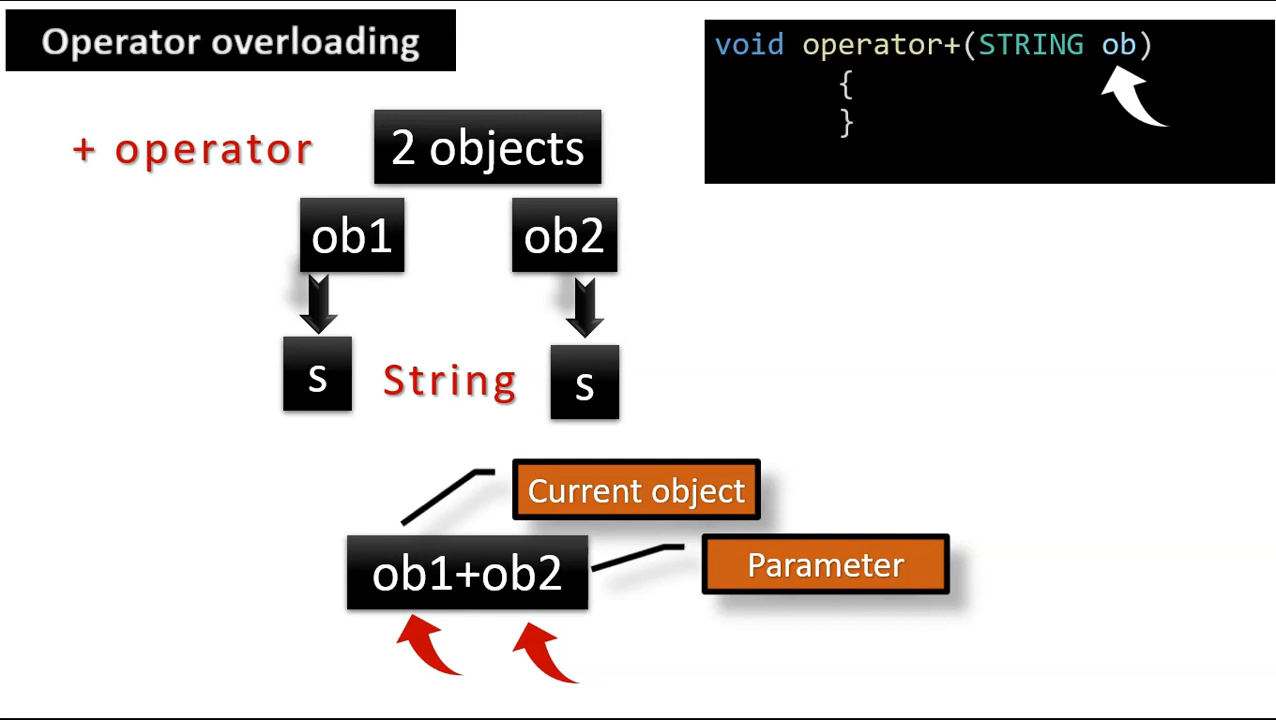 Operator overloading
void operator+(STRING ob)
{
}
+ operator
2 objects
ob1
ob2
s
String
s
Current object
ob1+ob2
Parameter